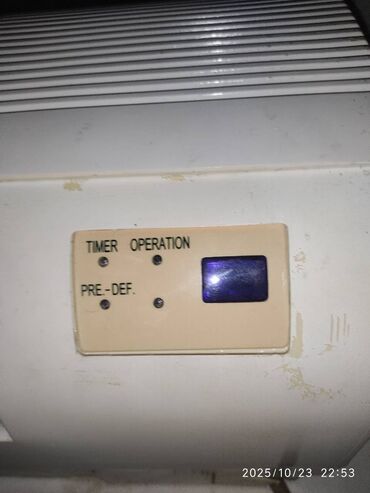 TIMER OPERATION
PRE.-DEF.
2025/10/23 22:53